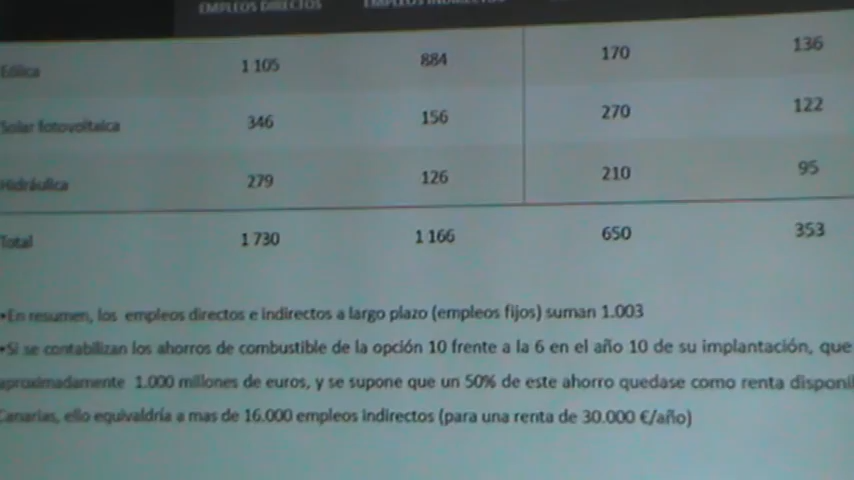 EMPLEOS DIRECTOS EMPLEOS INDIRECTOS
Eólica 1 105 884 170 136
Solar fotovoltaica 346 156 270 122
Hidráulica 279 126 210 95
Total 1 730 1 166 650 353
•En resumen, los empleos directos e indirectos a largo plazo (empleos fijos) suman 1.003
•Si se contabilizan los ahorros de combustible de la opción 10 frente a la 6 en el año 10 de su implantación, que
aproximadamente 1.000 millones de euros, y se supone que un 50% de este ahorro quedase como renta disponi
Canarias, ello equivaldría a mas de 16.000 empleos indirectos (para una renta de 30.000 €/año)